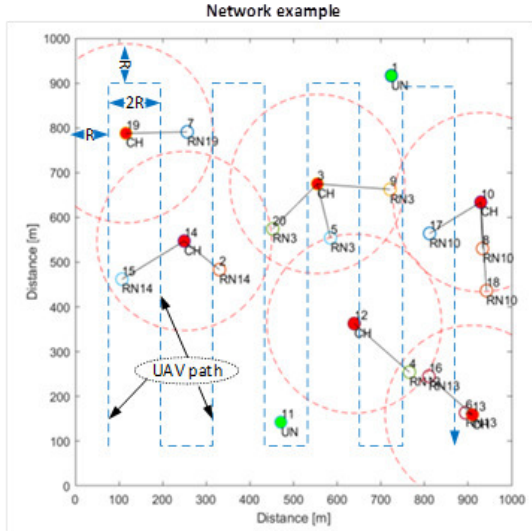 Network example
1000
900
800
700
600
500
400
300
200
100
0
Distance [m]
R
2R
R
1
UN
19
CH
7
RN19
3
CH
9
RN3
10
CH
20
RN3
5
RN3
17
RN10
8
RN10
14
CH
2
RN14
15
RN14
18
RN10
12
CH
UAV path
4
16
RN13
11
UN
6
13
0 100 200 300 400 500 600 700 800 900 1000
Distance [m]